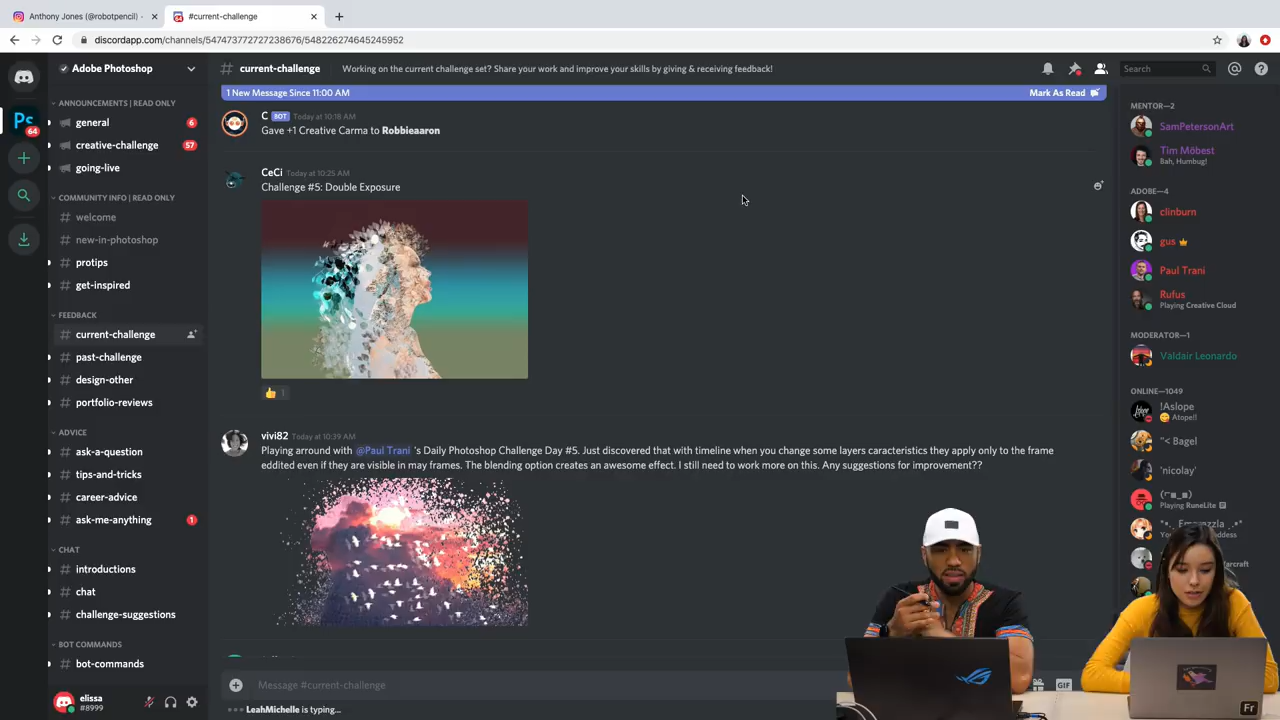 Anthony Jones (@robotpencil) ·
#current-challenge
discordapp.com/channels/547473772727238676/548226274645245952
Adobe Photoshop
# current-challenge
Working on the current challenge set? Share your work and improve your skills by giving & receiving feedback!
Search
1 New Message Since 11:00 AM
Mark As Read
Ps
64
ANNOUNCEMENTS | READ ONLY
general 6
creative-challenge 57
going-live
COMMUNITY INFO | READ ONLY
# welcome
# new-in-photoshop
# protips
# get-inspired
FEEDBACK
# current-challenge
# past-challenge
# design-other
# portfolio-reviews
ADVICE
# ask-a-question
# tips-and-tricks
# career-advice
# ask-me-anything 1
CHAT
# introductions
# chat
# challenge-suggestions
BOT COMMANDS
# bot-commands
elissa
#8999
C BOT Today at 10:18 AM
Gave +1 Creative Carma to Robbieaaron
CeCi Today at 10:25 AM
Challenge #5: Double Exposure
1
vivi82 Today at 10:39 AM
Playing arround with @Paul Trani 's Daily Photoshop Challenge Day #5. Just discovered that with timeline when you change some layers caracteristics they apply only to the frame
eddited even if they are visible in may frames. The blending option creates an awesome effect. I still need to work more on this. Any suggestions for improvement??
Message #current-challenge
GIF
LeahMichelle is typing...
MENTOR—2
SamPetersonArt
Tim Möbest
Bah, Humbug!
ADOBE—4
clinburn
gus
Paul Trani
Rufus
Playing Creative Cloud
MODERATOR—1
Valdair Leonardo
ONLINE—1049
!Aslope
Atope!!
"< Bagel
'nicolay'
Playing RuneLite
Fr